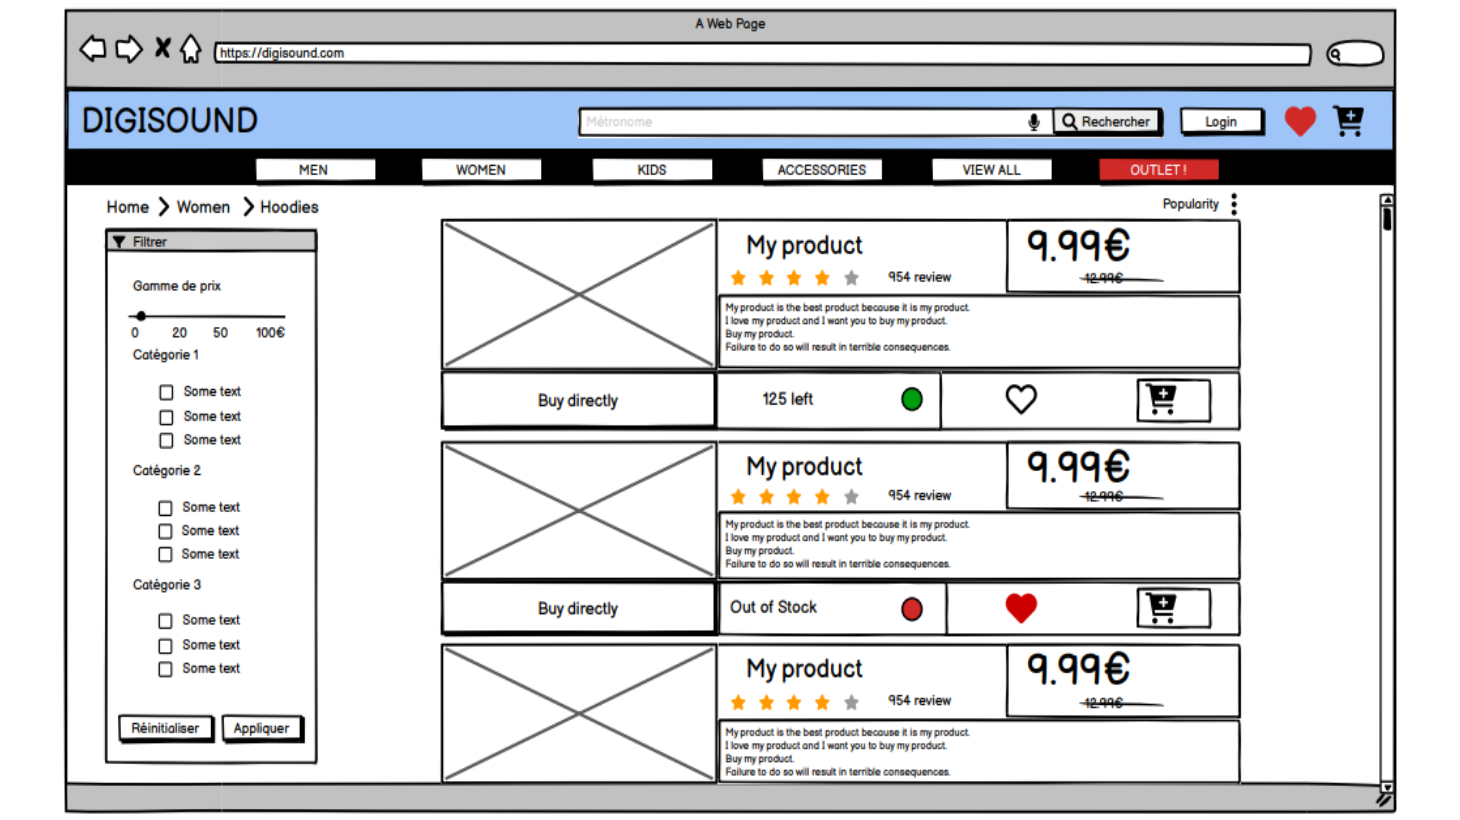 A Web Page
https://digisound.com
DIGISOUND
Métronome
Rechercher
Login
MEN WOMEN KIDS ACCESSORIES VIEW ALL OUTLET !
Home Women Hoodies
Popularity
Filtrer
Gamme de prix
0 20 50 100€
Catégorie 1
Some text
Some text
Some text
Catégorie 2
Some text
Some text
Some text
Catégorie 3
Some text
Some text
Some text
Réinitialiser Appliquer
My product
954 review
9.99€
12.99€
My product is the best product because it is my product.
I love my product and I want you to buy my product.
Buy my product.
Failure to do so will result in terrible consequences.
Buy directly
125 left
My product
954 review
9.99€
12.99€
My product is the best product because it is my product.
I love my product and I want you to buy my product.
Buy my product.
Failure to do so will result in terrible consequences.
Buy directly
Out of Stock
My product
954 review
9.99€
12.99€
My product is the best product because it is my product.
I love my product and I want you to buy my product.
Buy my product.
Failure to do so will result in terrible consequences.